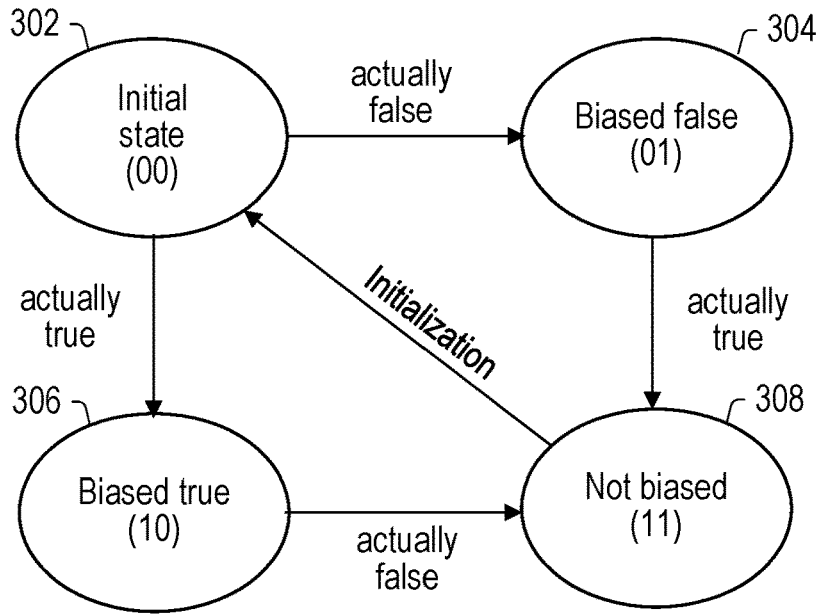 302
304
Initial
state
(00)
actually
false
Biased false
(01)
actually
true
Initialization
actually
true
306
308
Biased true
(10)
actually
false
Not biased
(11)